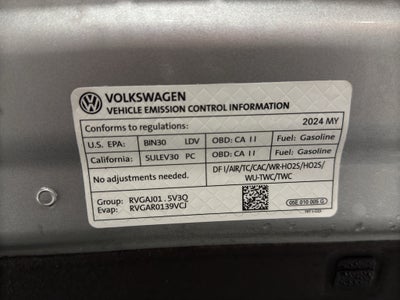 VOLKSWAGEN
VEHICLE EMISSION CONTROL INFORMATION
Conforms to regulations: 2024 MY
U.S. EPA: BIN30 LDV OBD: CA II Fuel: Gasoline
California: SULEV30 PC OBD: CA II Fuel: Gasoline
No adjustments needed. DFI/AIR/TC/CAC/WR-HO2S/HO2S/
WU-TWC/TWC
Group: RVGAJ01.5V3Q
Evap: RVGAR0139VCJ